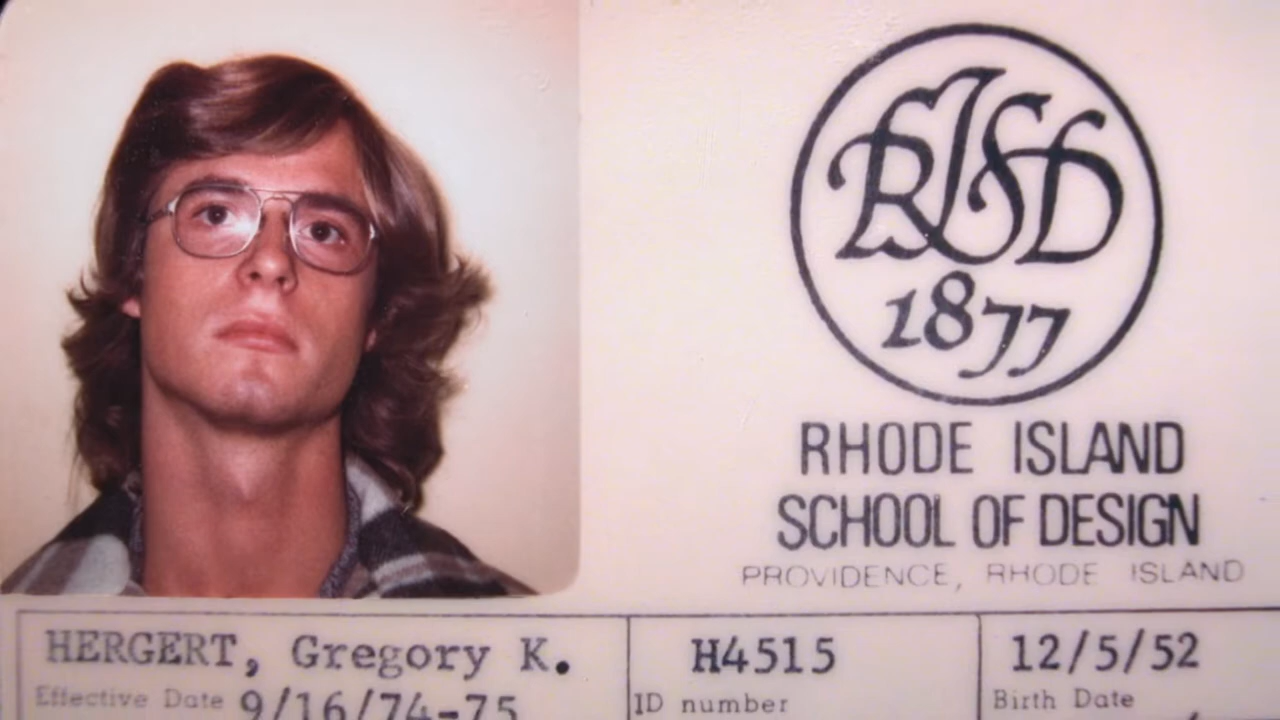 RISD
1877
RHODE ISLAND
SCHOOL OF DESIGN
PROVIDENCE, RHODE ISLAND
HERGERT, Gregory K.
H4515
12/5/52
Effective Date 9/16/74-75
ID number
Birth Date